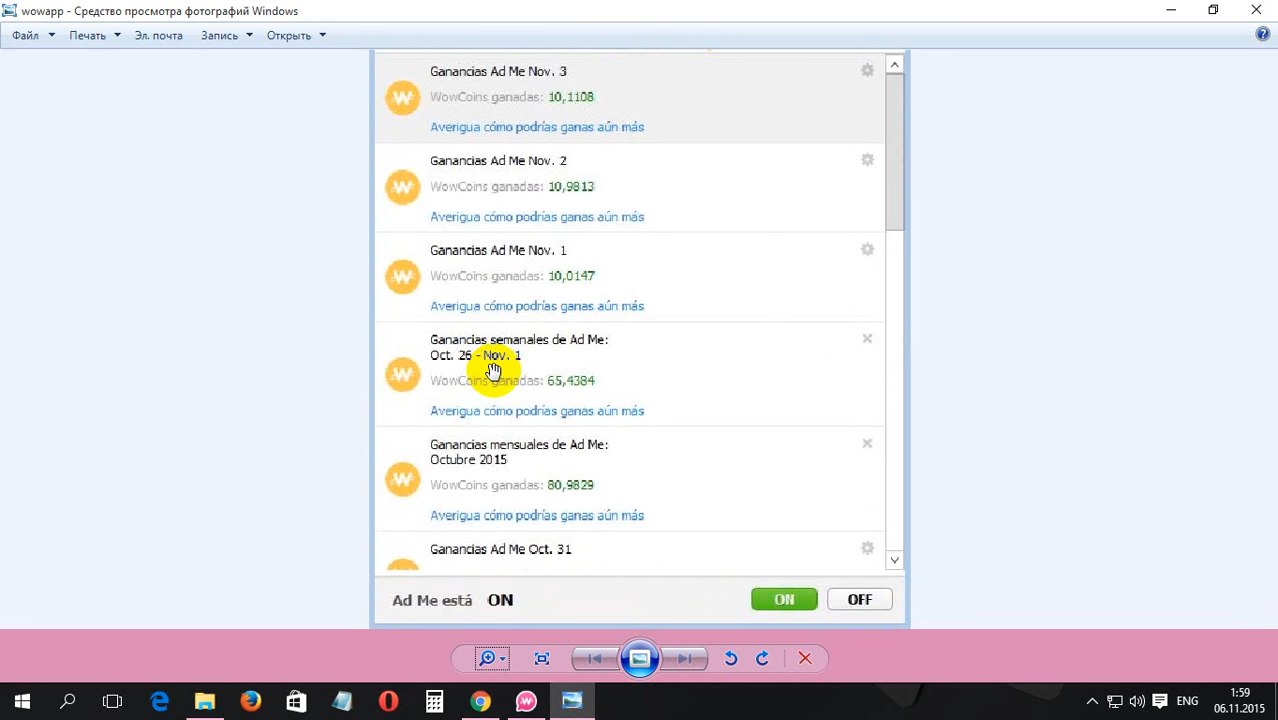 wowapp - Средство просмотра фотографий Windows
Файл Печать Эл. почта Запись Открыть
Ganancias Ad Me Nov. 3
WowCoins ganadas: 10,1108
Averigua cómo podrías ganas aún más
Ganancias Ad Me Nov. 2
WowCoins ganadas: 10,9813
Averigua cómo podrías ganas aún más
Ganancias Ad Me Nov. 1
WowCoins ganadas: 10,0147
Averigua cómo podrías ganas aún más
Ganancias semanales de Ad Me:
Oct. 26 - Nov. 1
WowCoins ganadas: 65,4384
Averigua cómo podrías ganas aún más
Ganancias mensuales de Ad Me:
Octubre 2015
WowCoins ganadas: 80,9829
Averigua cómo podrías ganas aún más
Ganancias Ad Me Oct. 31
Ad Me está ON ON OFF
ENG
1:59
06.11.2015